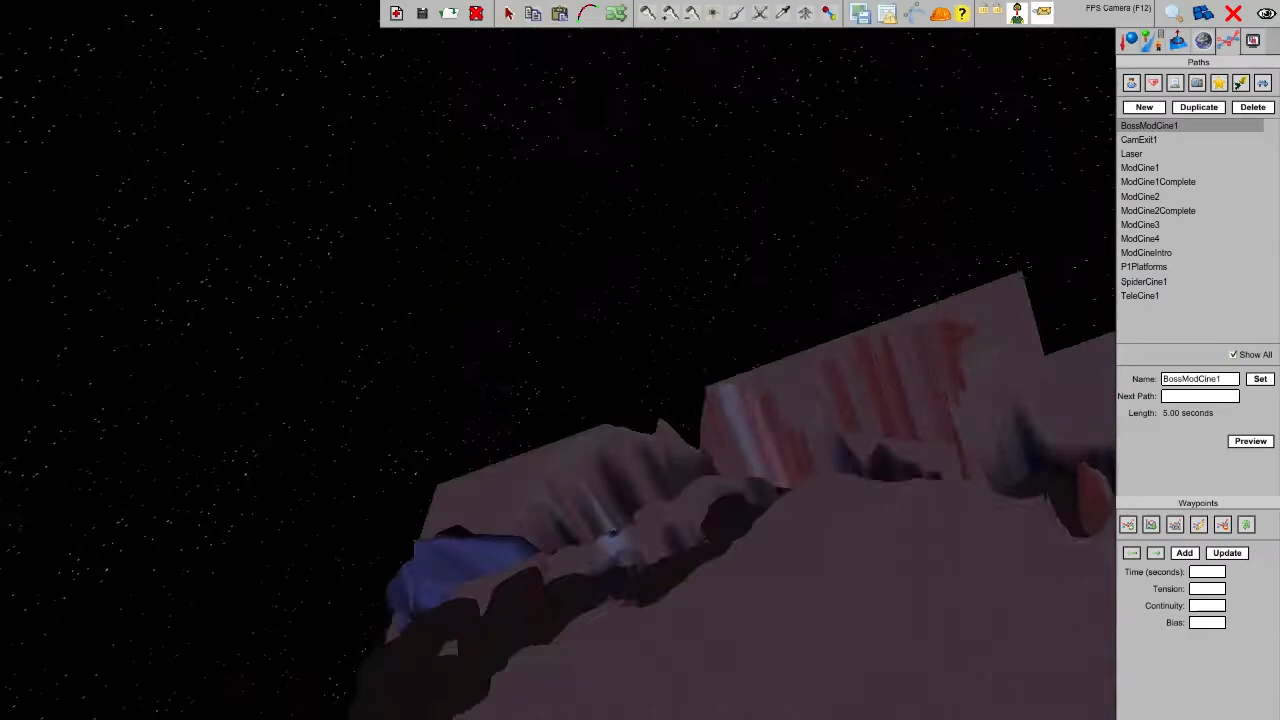 FPS Camera (F12)
Paths
New Duplicate Delete
BossModCine1
CamExit1
Laser
ModCine1
ModCine1Complete
ModCine2
ModCine2Complete
ModCine3
ModCine4
ModCineIntro
P1Platforms
SpiderCine1
TeleCine1
Show All
Name: BossModCine1 Set
Next Path:
Length: 5.00 seconds
Preview
Waypoints
Add Update
Time (seconds):
Tension:
Continuity:
Bias: